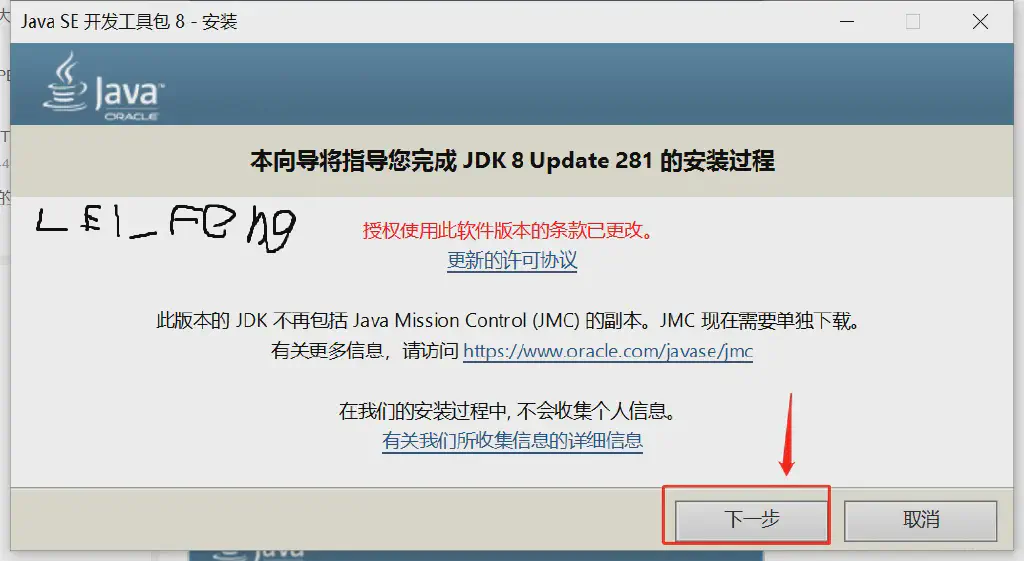 Java SE 开发工具包 8 - 安装
Java
ORACLE
本向导将指导您完成 JDK 8 Update 281 的安装过程
LEI_FEng
授权使用此软件版本的条款已更改。
更新的许可协议
此版本的 JDK 不再包括 Java Mission Control (JMC) 的副本。JMC 现在需要单独下载。
有关更多信息，请访问 https://www.oracle.com/javase/jmc
在我们的安装过程中, 不会收集个人信息。
有关我们所收集信息的详细信息
下一步 取消
Java